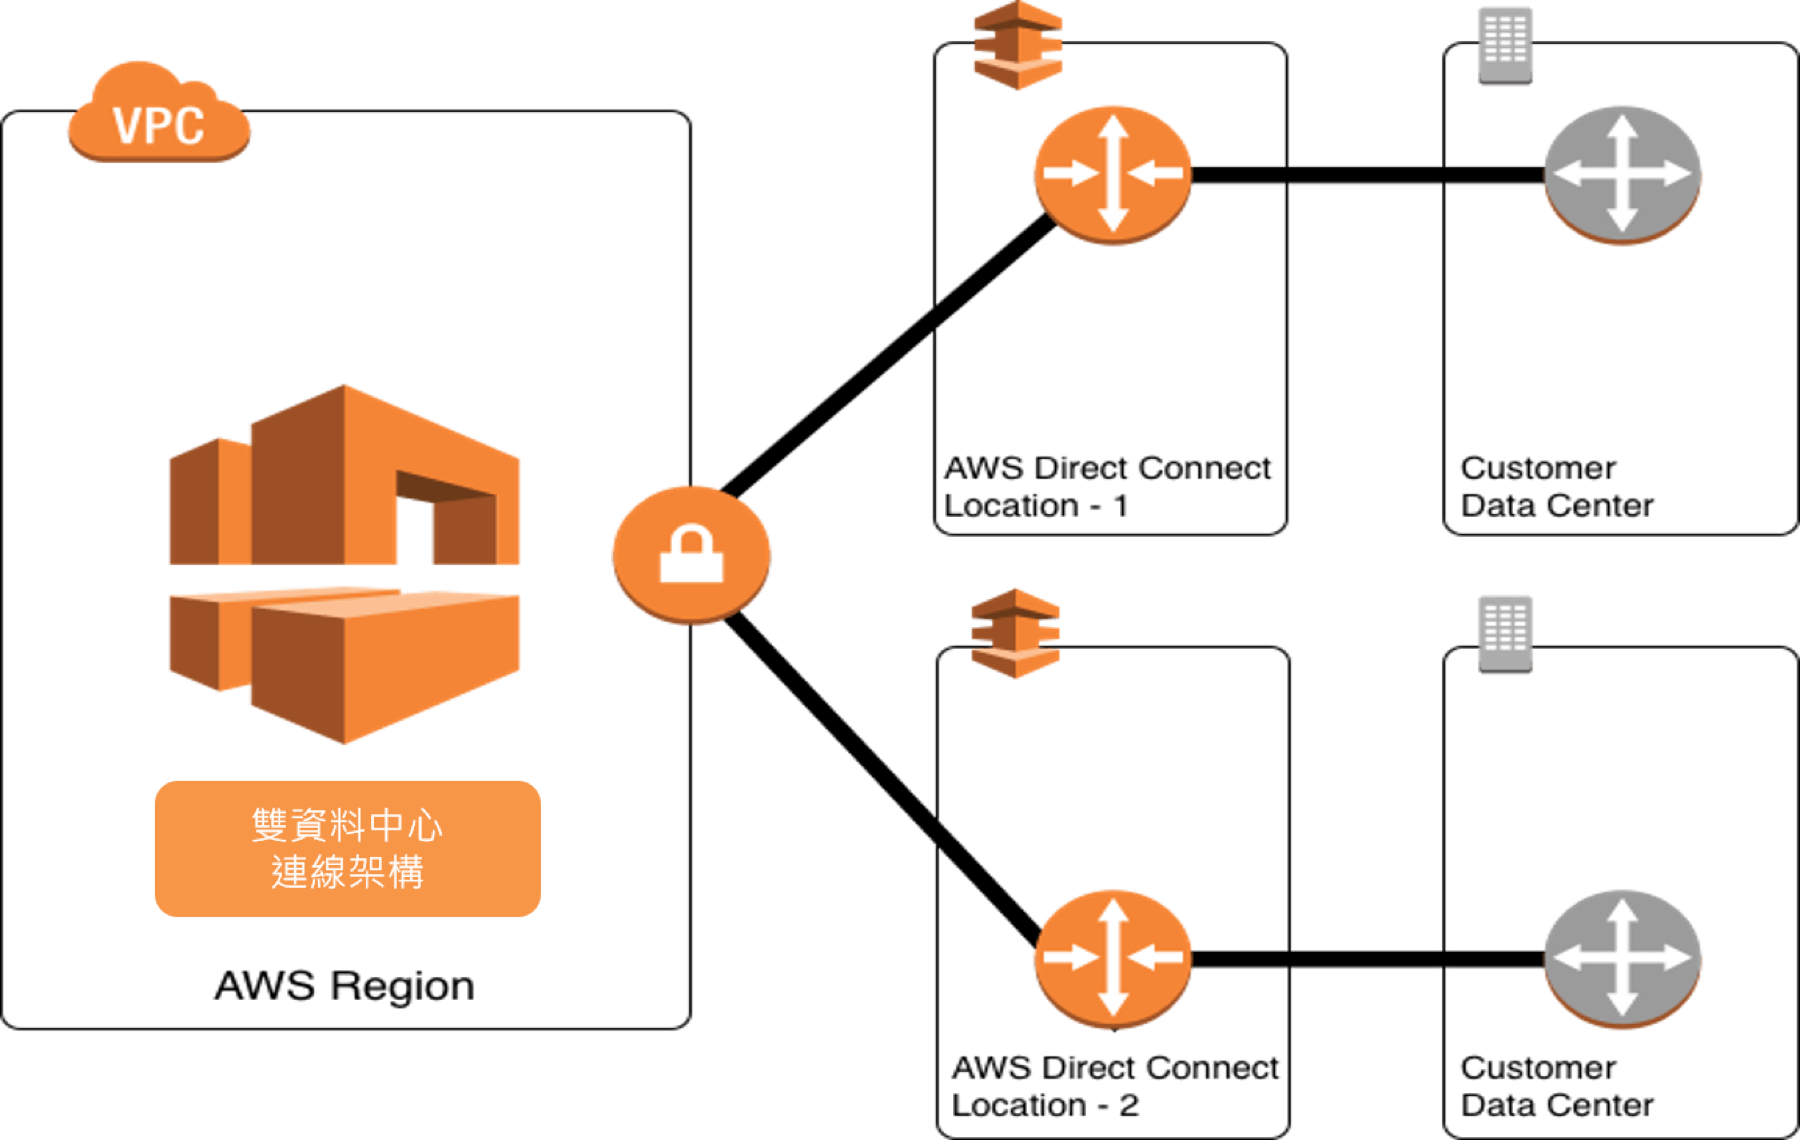 VPC
雙資料中心
連線架構
AWS Region
AWS Direct Connect
Location - 1
Customer
Data Center
AWS Direct Connect
Location - 2
Customer
Data Center